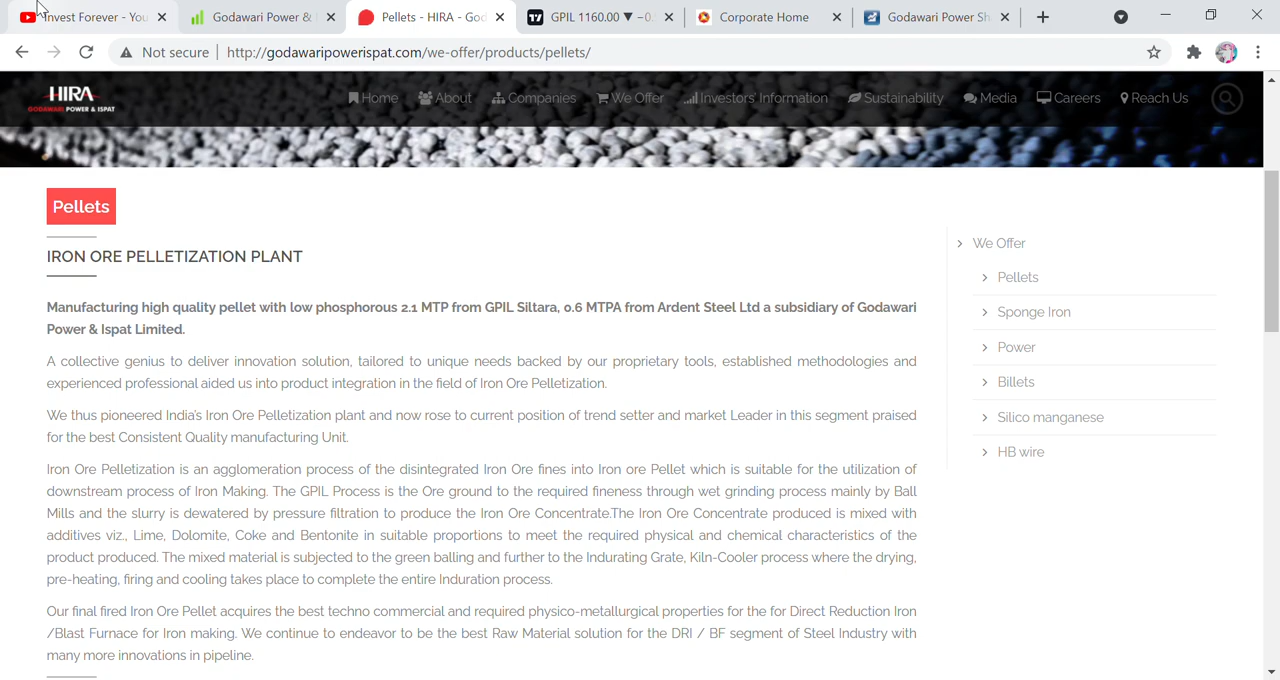 Invest Forever - You
Godawari Power &
Pellets - HIRA - God
GPIL 1160.00 ▼ −0.
Corporate Home
Godawari Power Sh
Not secure | http://godawaripowerispat.com/we-offer/products/pellets/
HIRA
GODAWARI POWER & ISPAT
Home
About
Companies
We Offer
Investors' Information
Sustainability
Media
Careers
Reach Us
Pellets
IRON ORE PELLETIZATION PLANT
Manufacturing high quality pellet with low phosphorous 2.1 MTP from GPIL Siltara, 0.6 MTPA from Ardent Steel Ltd a subsidiary of Godawari
Power & Ispat Limited.
A collective genius to deliver innovation solution, tailored to unique needs backed by our proprietary tools, established methodologies and
experienced professional aided us into product integration in the field of Iron Ore Pelletization.
We thus pioneered India's Iron Ore Pelletization plant and now rose to current position of trend setter and market Leader in this segment praised
for the best Consistent Quality manufacturing Unit.
Iron Ore Pelletization is an agglomeration process of the disintegrated Iron Ore fines into Iron ore Pellet which is suitable for the utilization of
downstream process of Iron Making. The GPIL Process is the Ore ground to the required fineness through wet grinding process mainly by Ball
Mills and the slurry is dewatered by pressure filtration to produce the Iron Ore Concentrate.The Iron Ore Concentrate produced is mixed with
additives viz., Lime, Dolomite, Coke and Bentonite in suitable proportions to meet the required physical and chemical characteristics of the
product produced. The mixed material is subjected to the green balling and further to the Indurating Grate, Kiln-Cooler process where the drying,
pre-heating, firing and cooling takes place to complete the entire Induration process.
Our final fired Iron Ore Pellet acquires the best techno commercial and required physico-metallurgical properties for the for Direct Reduction Iron
/Blast Furnace for Iron making. We continue to endeavor to be the best Raw Material solution for the DRI / BF segment of Steel Industry with
many more innovations in pipeline.
We Offer
Pellets
Sponge Iron
Power
Billets
Silico manganese
HB wire